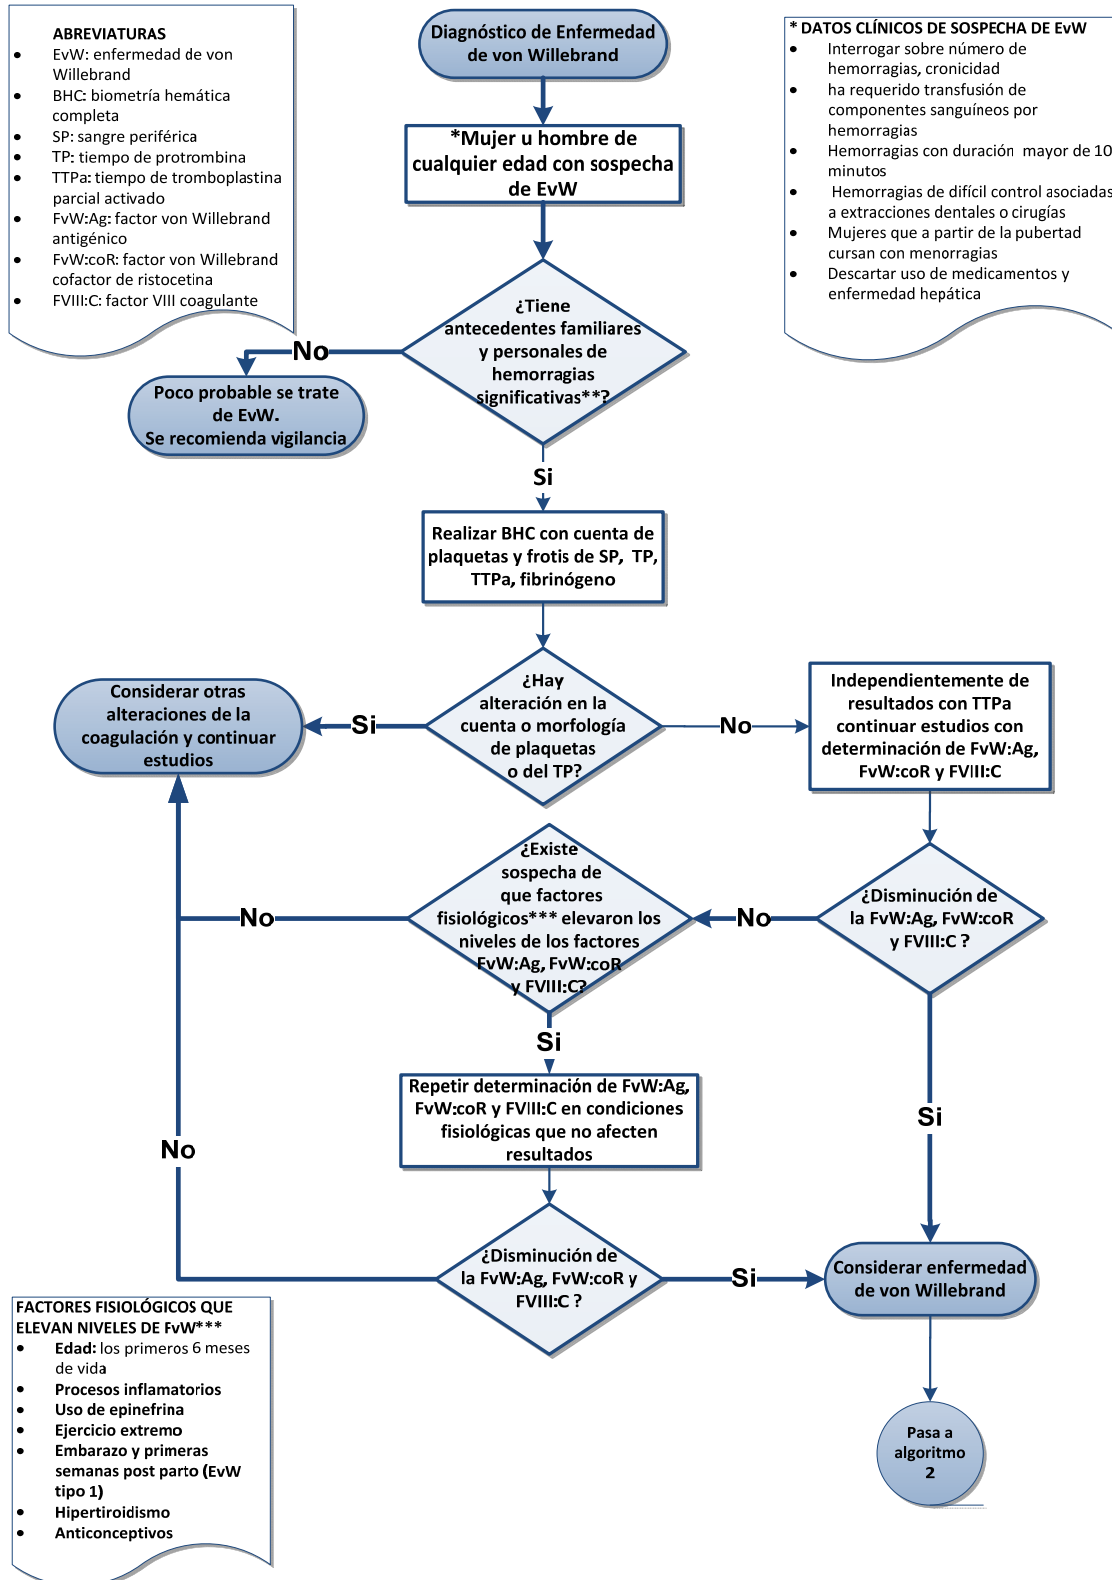 ABREVIATURAS
• EvW: enfermedad de von
Willebrand
• BHC: biometría hemática
completa
• SP: sangre periférica
• TP: tiempo de protrombina
• TTPa: tiempo de tromboplastina
parcial activado
• FvW:Ag: factor von Willebrand
antigénico
• FvW:coR: factor von Willebrand
cofactor de ristocetina
• FVIII:C: factor VIII coagulante
Diagnóstico de Enfermedad
de von Willebrand
* DATOS CLÍNICOS DE SOSPECHA DE EvW
• Interrogar sobre número de
hemorragias, cronicidad
• ha requerido transfusión de
componentes sanguíneos por
hemorragias
• Hemorragias con duración mayor de 10
minutos
• Hemorragias de difícil control asociadas
a extracciones dentales o cirugías
• Mujeres que a partir de la pubertad
cursan con menorragias
• Descartar uso de medicamentos y
enfermedad hepática
*Mujer u hombre de
cualquier edad con sospecha
de EvW
¿Tiene
antecedentes familiares
y personales de
hemorragias
significativas**?
No
Poco probable se trate
de EvW.
Se recomienda vigilancia
Si
Realizar BHC con cuenta de
plaquetas y frotis de SP, TP,
TTPa, fibrinógeno
¿Hay
alteración en la
cuenta o morfología
de plaquetas
o del TP?
Si
Considerar otras
alteraciones de la
coagulación y continuar
estudios
No
Independientemente de
resultados con TTPa
continuar estudios con
determinación de FvW:Ag,
FvW:coR y FVIII:C
¿Disminución de
la FvW:Ag, FvW:coR
y FVIII:C ?
No
¿Existe
sospecha de
que factores
fisiológicos*** elevaron los
niveles de los factores
FvW:Ag, FvW:coR
y FVIII:C?
No
Si
Si
Repetir determinación de FvW:Ag,
FvW:coR y FVIII:C en condiciones
fisiológicas que no afecten
resultados
No
¿Disminución de
la FvW:Ag, FvW:coR y
FVIII:C ?
Si
Considerar enfermedad
de von Willebrand
Pasa a
algoritmo
2
FACTORES FISIOLÓGICOS QUE
ELEVAN NIVELES DE FvW***
• Edad: los primeros 6 meses
de vida
• Procesos inflamatorios
• Uso de epinefrina
• Ejercicio extremo
• Embarazo y primeras
semanas post parto (EvW
tipo 1)
• Hipertiroidismo
• Anticonceptivos